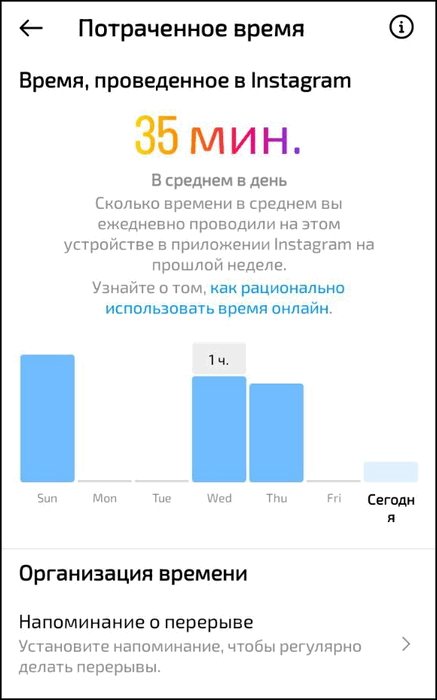 Потраченное время
Время, проведенное в Instagram
35 мин.
В среднем в день
Сколько времени в среднем вы
ежедневно проводили на этом
устройстве в приложении Instagram на
прошлой неделе.
Узнайте о том, как рационально
использовать время онлайн.
1 ч.
Sun Mon Tue Wed Thu Fri Сегодн
я
Организация времени
Напоминание о перерыве
Установите напоминание, чтобы регулярно
делать перерывы.